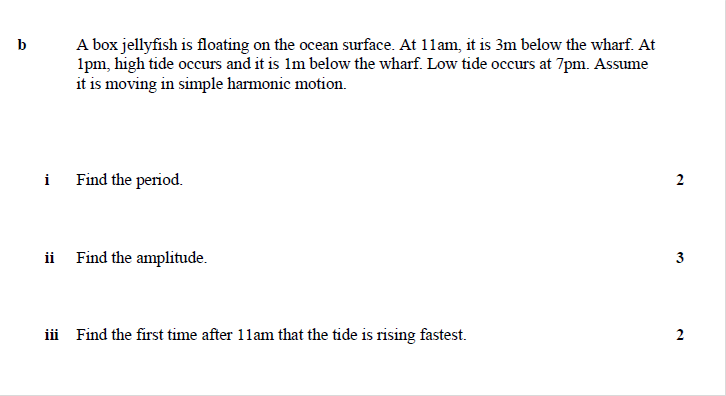 b A box jellyfish is floating on the ocean surface. At 11am, it is 3m below the wharf. At
1pm, high tide occurs and it is 1m below the wharf. Low tide occurs at 7pm. Assume
it is moving in simple harmonic motion.
i Find the period. 2
ii Find the amplitude. 3
iii Find the first time after 11am that the tide is rising fastest. 2